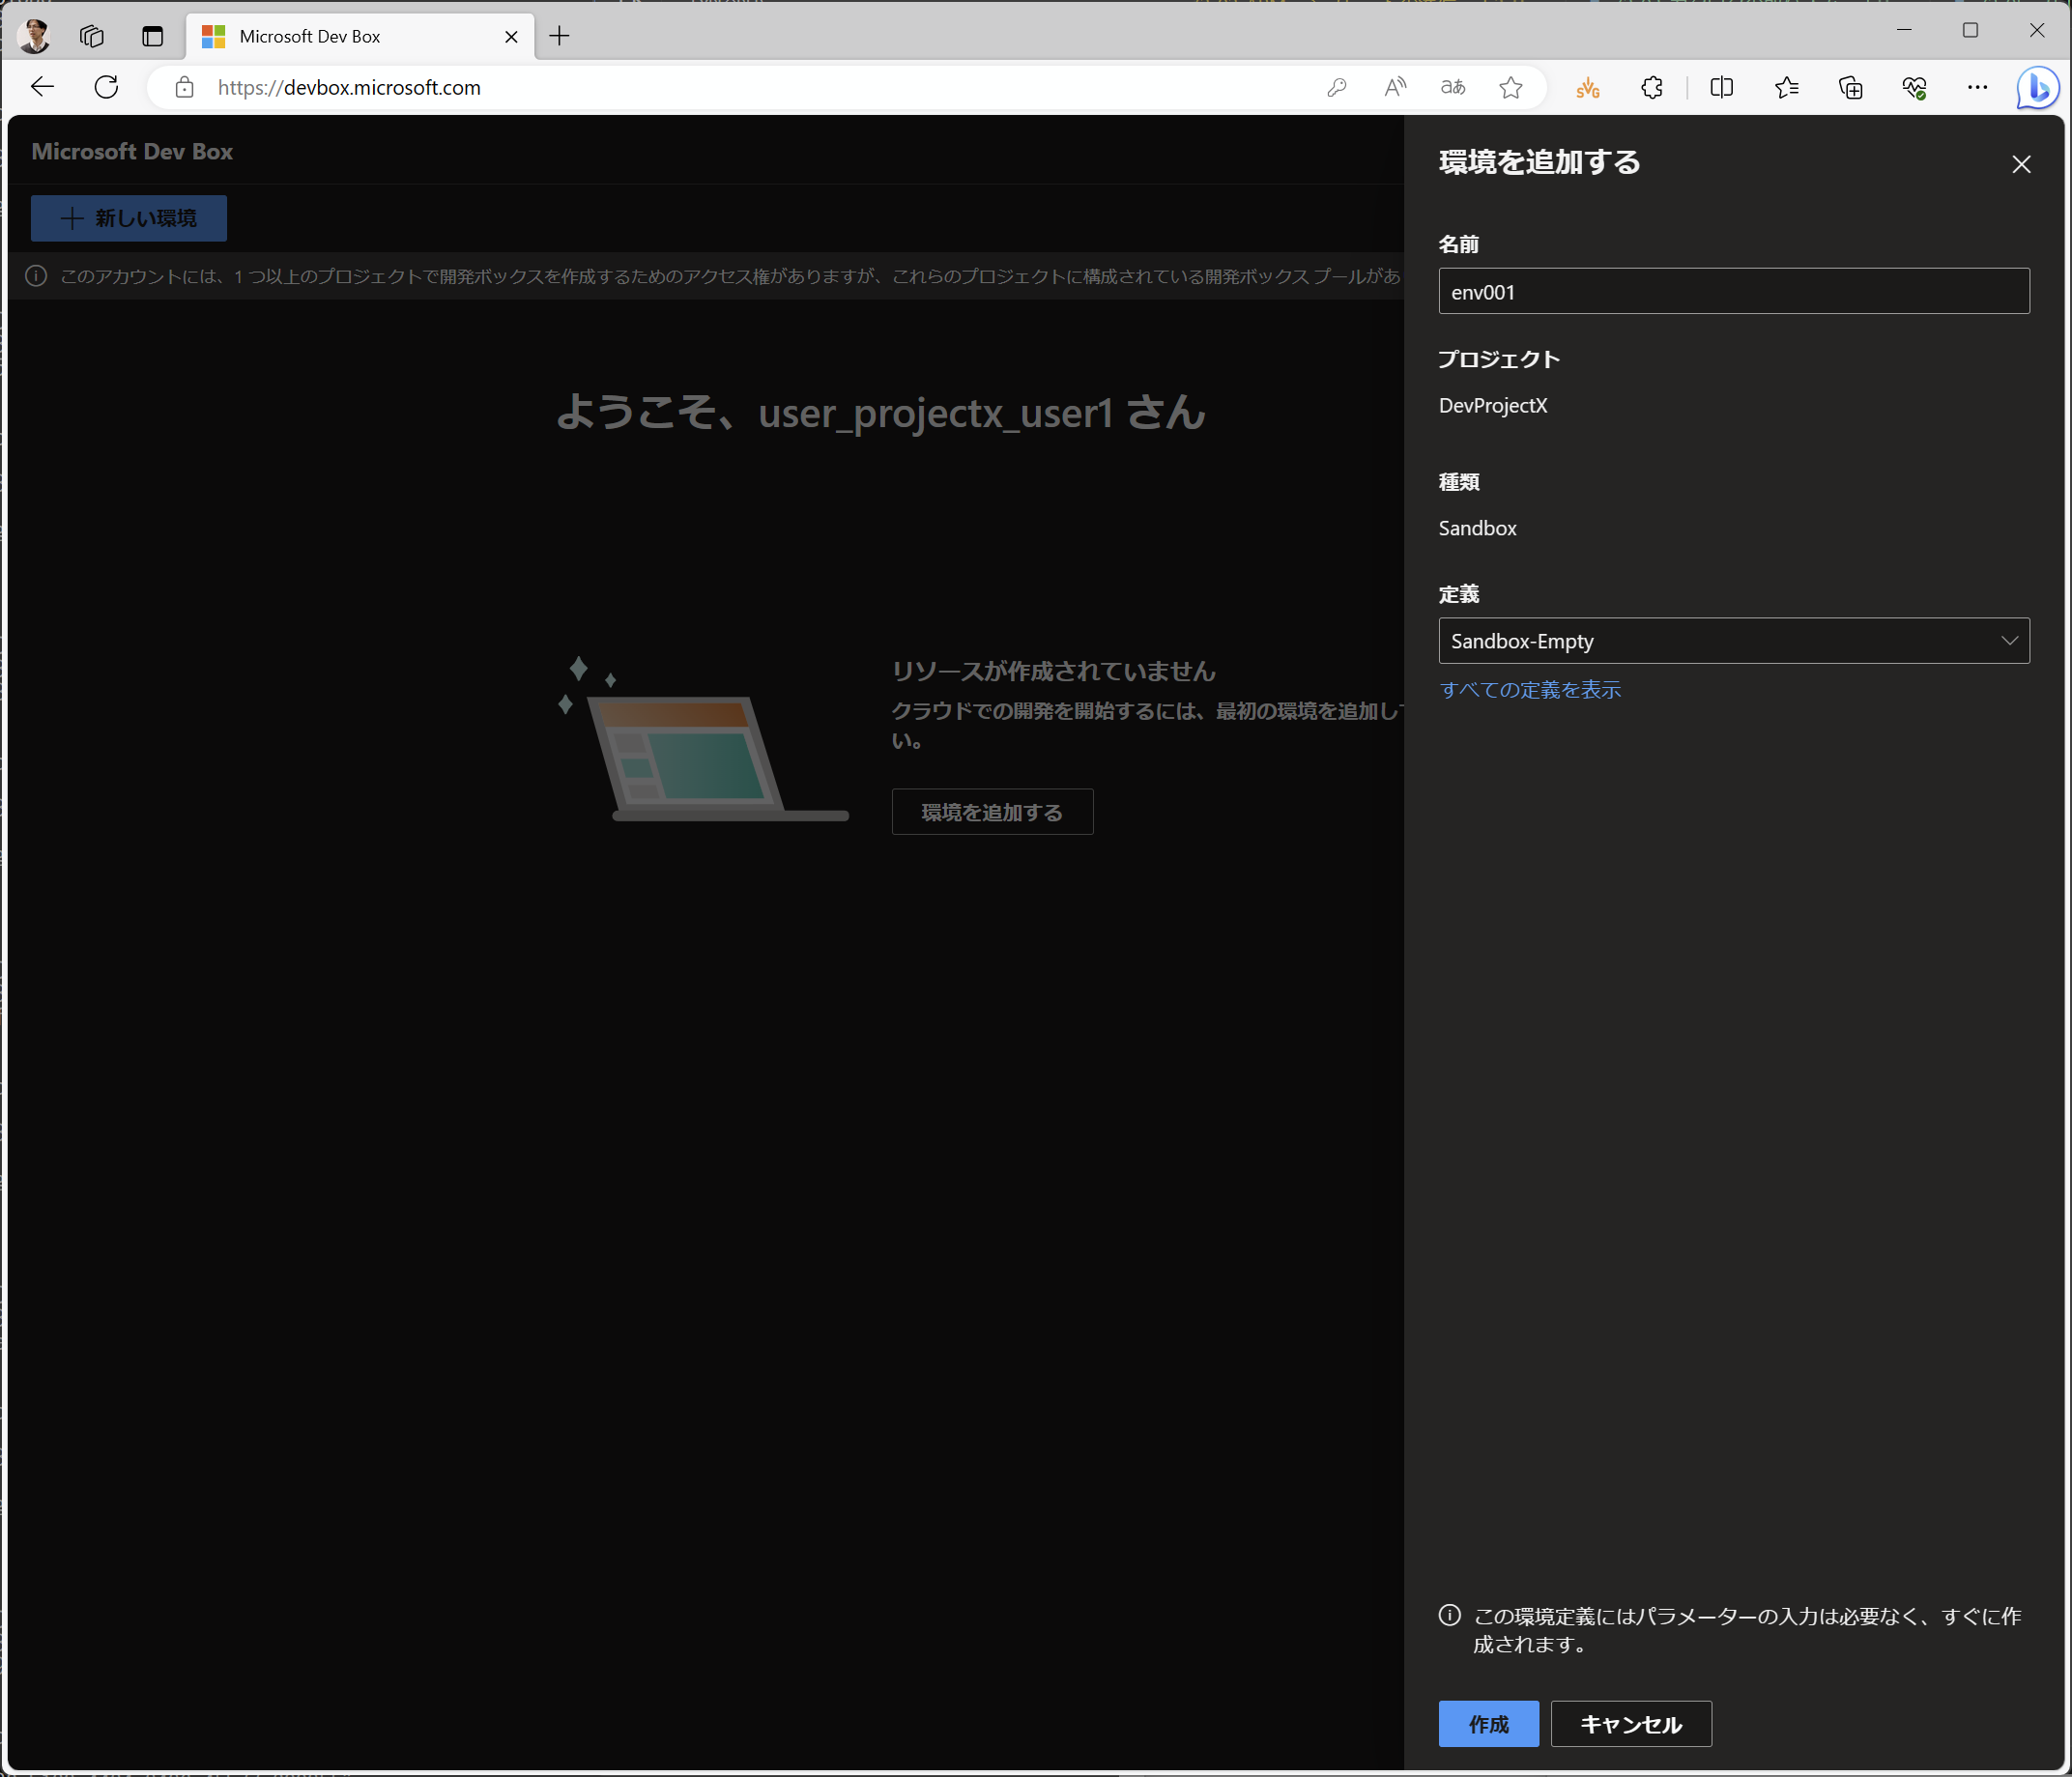 Microsoft Dev Box
https://devbox.microsoft.com
aあ
SVG
Microsoft Dev Box
新しい環境
このアカウントには、1 つ以上のプロジェクトで開発ボックスを作成するためのアクセス権がありますが、これらのプロジェクトに構成されている開発ボックス プールがあ
ようこそ、user_projectx_user1 さん
リソースが作成されていません
クラウドでの開発を開始するには、最初の環境を追加し
い。
環境を追加する
環境を追加する
名前
env001
プロジェクト
DevProjectX
種類
Sandbox
定義
Sandbox-Empty
すべての定義を表示
この環境定義にはパラメーターの入力は必要なく、すぐに作
成されます。
作成
キャンセル